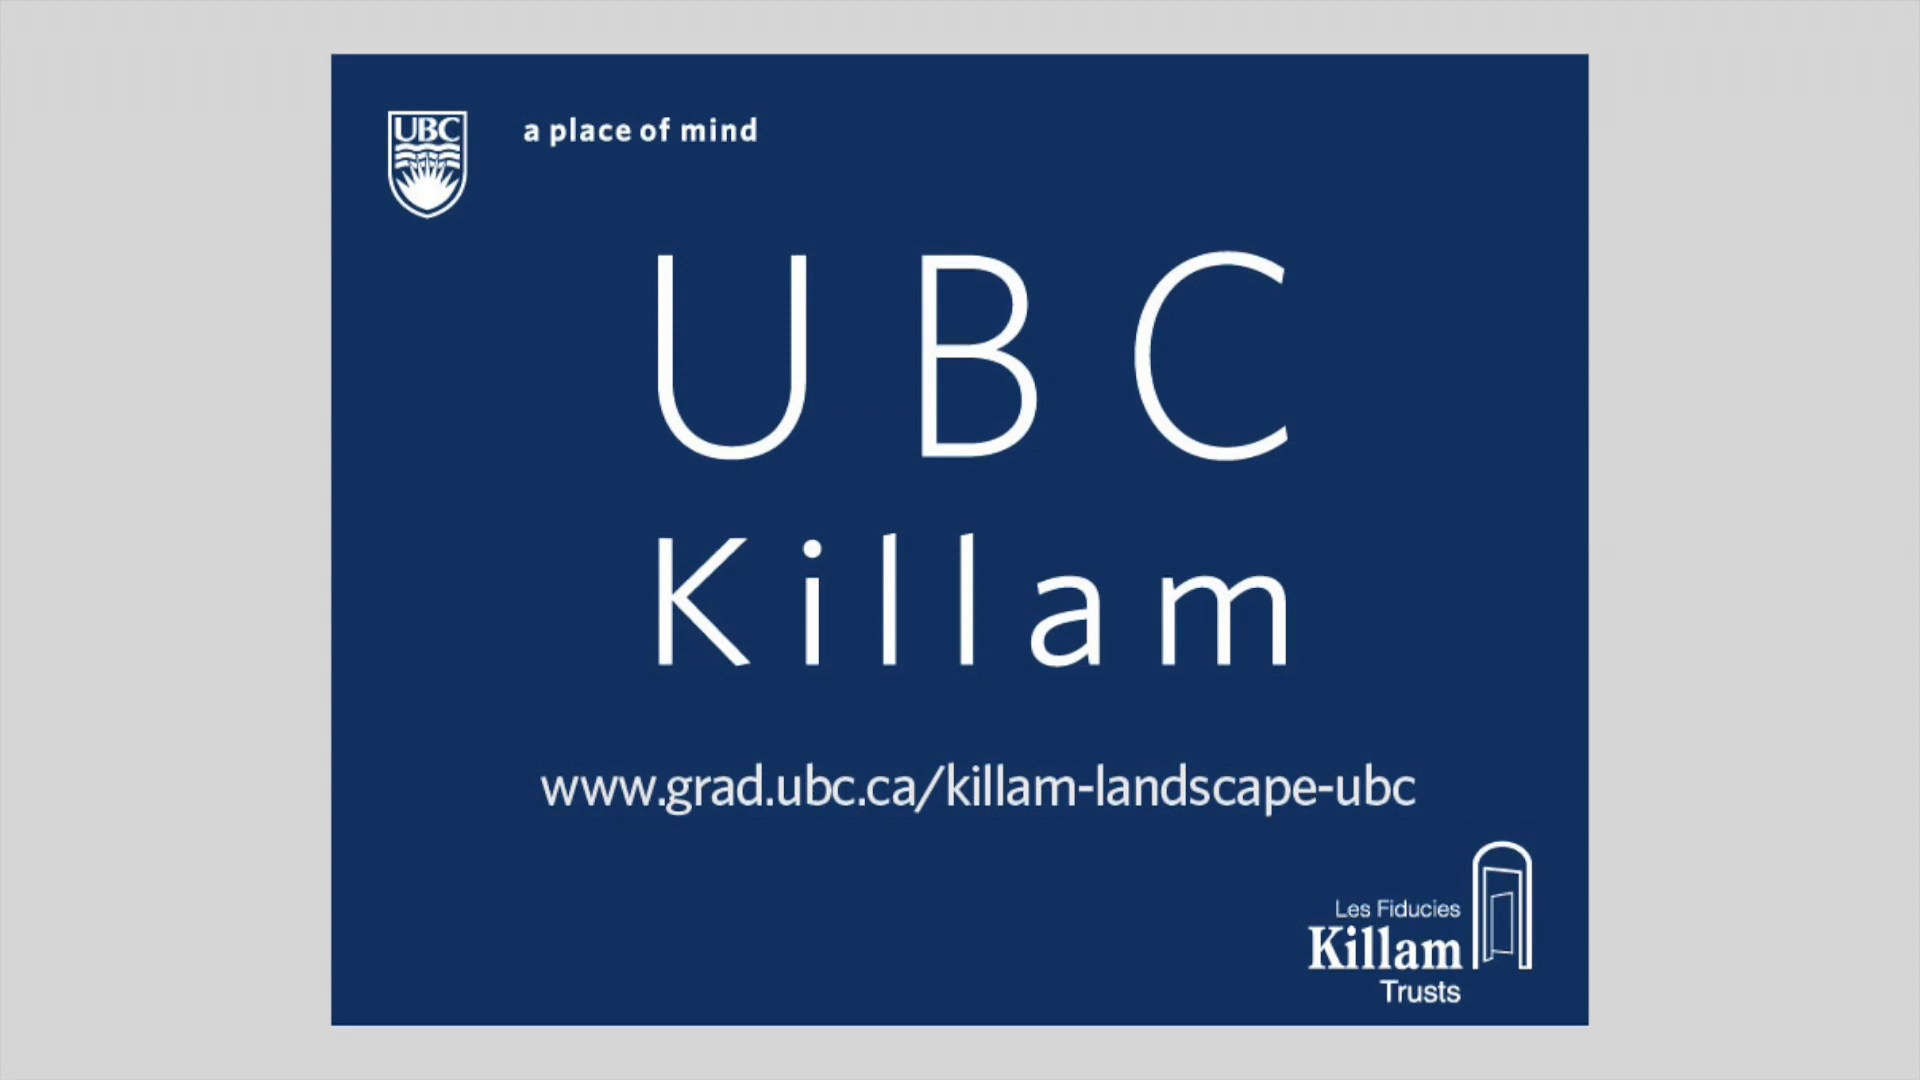 UBC
a place of mind
UBC
Killam
www.grad.ubc.ca/killam-landscape-ubc
Les Fiducies
Killam
Trusts